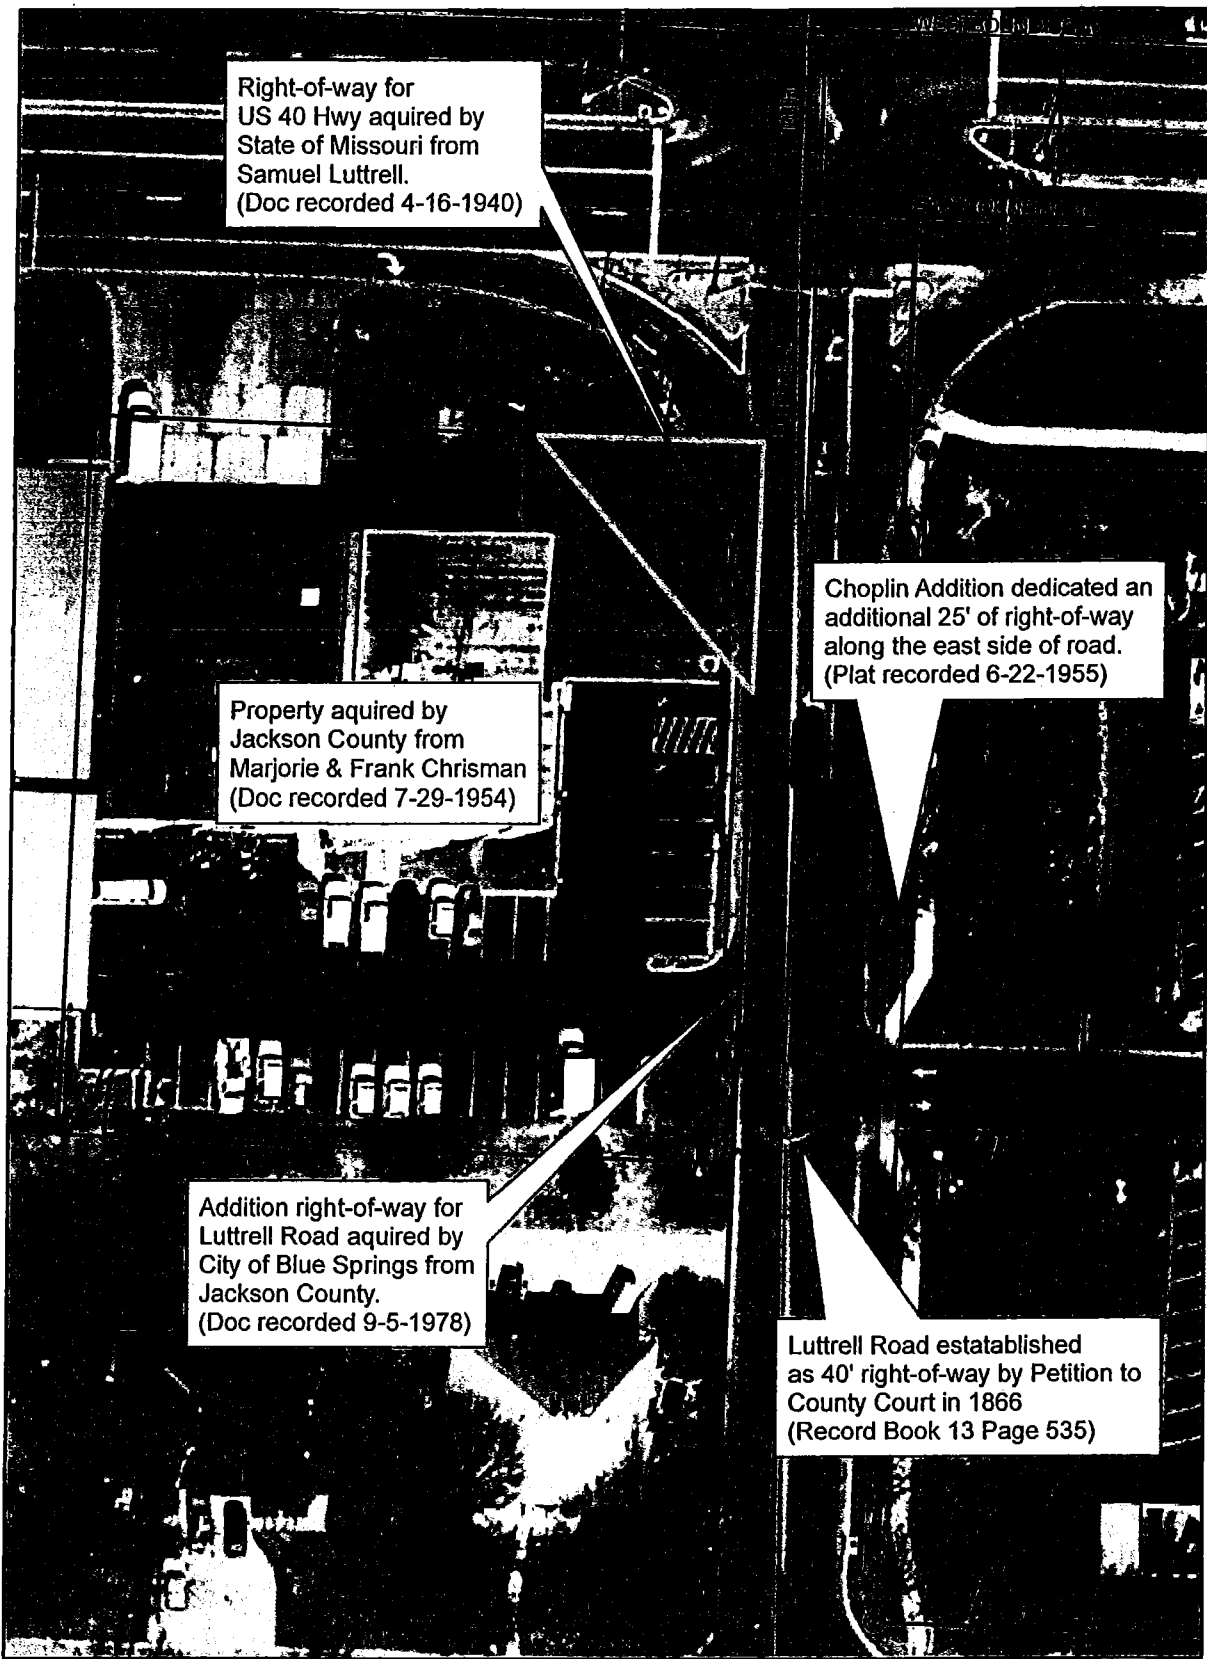 Right-of-way for
US 40 Hwy aquired by
State of Missouri from
Samuel Luttrell.
(Doc recorded 4-16-1940)
Choplin Addition dedicated an
additional 25' of right-of-way
along the east side of road.
(Plat recorded 6-22-1955)
Property aquired by
Jackson County from
Marjorie & Frank Chrisman
(Doc recorded 7-29-1954)
Addition right-of-way for
Luttrell Road aquired by
City of Blue Springs from
Jackson County.
(Doc recorded 9-5-1978)
Luttrell Road estatablished
as 40' right-of-way by Petition to
County Court in 1866
(Record Book 13 Page 535)